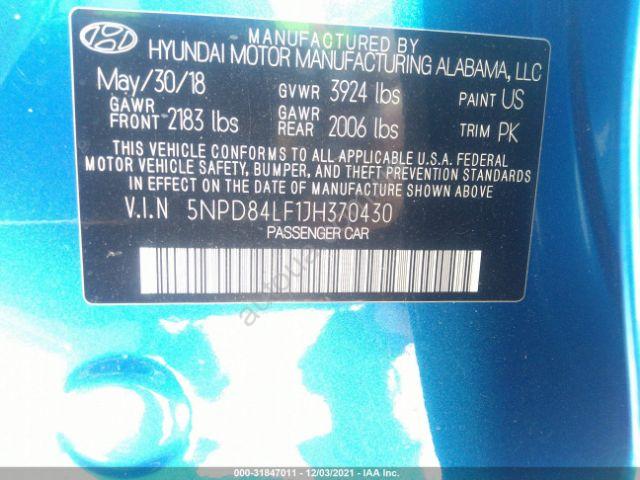 MANUFACTURED BY
HYUNDAI MOTOR MANUFACTURING ALABAMA, LLC
May/30/18 GVWR 3924 lbs PAINT US
GAWR FRONT 2183 lbs GAWR REAR 2006 lbs TRIM PK
THIS VEHICLE CONFORMS TO ALL APPLICABLE U.S.A. FEDERAL
MOTOR VEHICLE SAFETY, BUMPER, AND THEFT PREVENTION STANDARDS
IN EFFECT ON THE DATE OF MANUFACTURE SHOWN ABOVE
V.I.N 5NPD84LF1JH370430
PASSENGER CAR
000-31847011 - 12/03/2021 - IAA Inc.